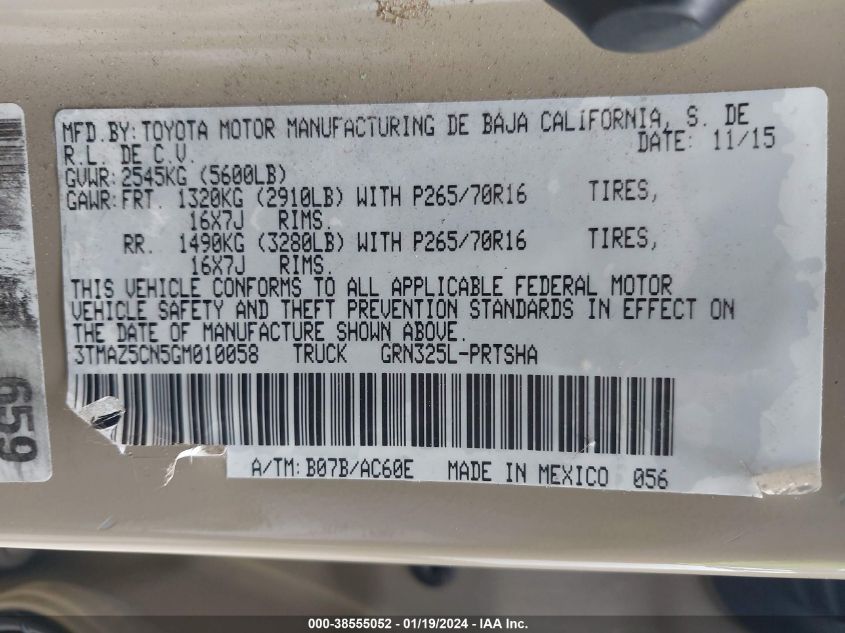 MFD.BY: TOYOTA MOTOR MANUFACTURING DE BAJA CALIFORNIA, S. DE
R.L. DE C.V. DATE: 11/15
GVWR: 2545KG (5600LB)
GAWR: FRT. 1320KG (2910LB) WITH P265/70R16 TIRES,
16X7J RIMS.
RR. 1490KG (3280LB) WITH P265/70R16 TIRES,
16X7J RIMS.
THIS VEHICLE CONFORMS TO ALL APPLICABLE FEDERAL MOTOR
VEHICLE SAFETY AND THEFT PREVENTION STANDARDS IN EFFECT ON
THE DATE OF MANUFACTURE SHOWN ABOVE.
3TMAZ5CN5GM010058 TRUCK GRN325L-PRTSHA
659
A/TM: B07B/AC60E MADE IN MEXICO 056
000-38555052 - 01/19/2024 - IAA, Inc.